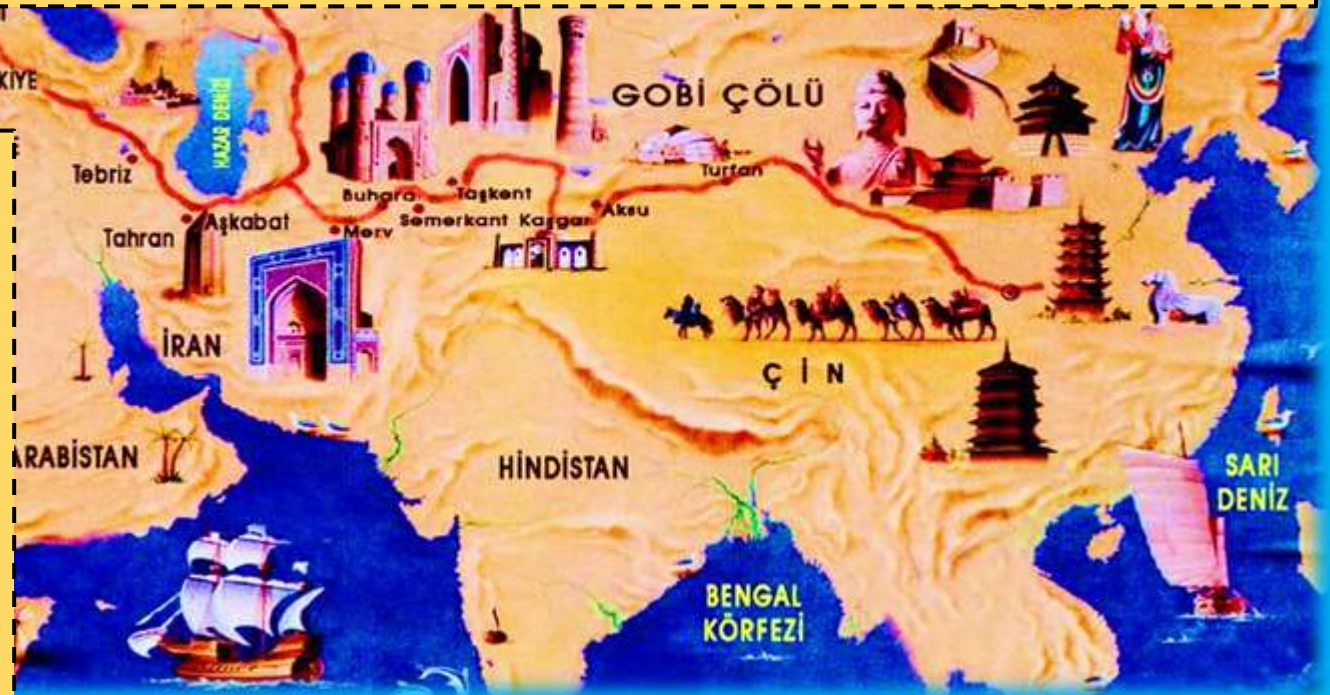 KİYE
HAZAR DENİZİ
GOBİ ÇÖLÜ
Tebriz
Buhara
Taşkent
Turfan
Tahran
Aşkabat
Merv
Semerkant
Kaşgar
Aksu
İRAN
ÇİN
ARABİSTAN
HİNDİSTAN
SARI
DENİZ
BENGAL
KÖRFEZİ